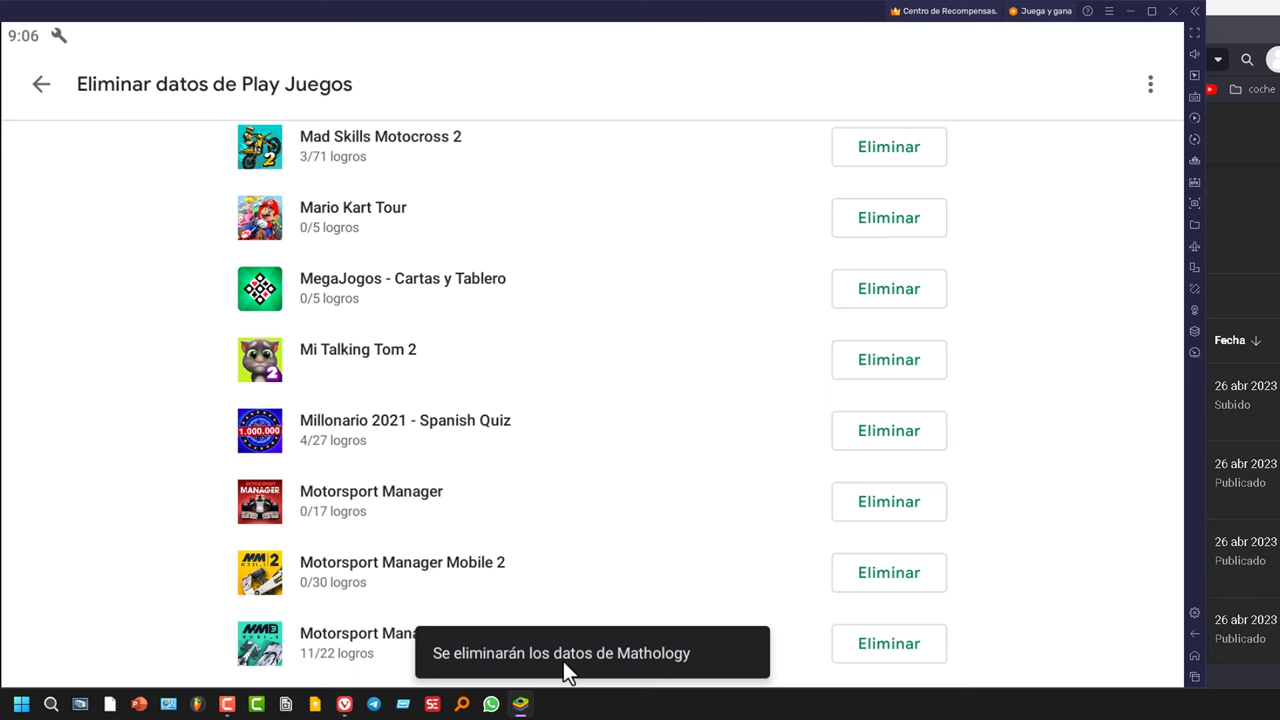 Centro de Recompensas.
Juega y gana
9:06
Eliminar datos de Play Juegos
coche
Mad Skills Motocross 2
3/71 logros
Eliminar
Mario Kart Tour
0/5 logros
Eliminar
MegaJogos - Cartas y Tablero
0/5 logros
Eliminar
Mi Talking Tom 2
Eliminar
Millonario 2021 - Spanish Quiz
4/27 logros
Eliminar
Motorsport Manager
0/17 logros
Eliminar
Motorsport Manager Mobile 2
0/30 logros
Eliminar
Motorsport Mana
11/22 logros
Eliminar
Se eliminarán los datos de Mathology
Fecha
26 abr 2023
Subido
26 abr 2023
Publicado
26 abr 2023
Publicado
26 abr 2023
Publicado